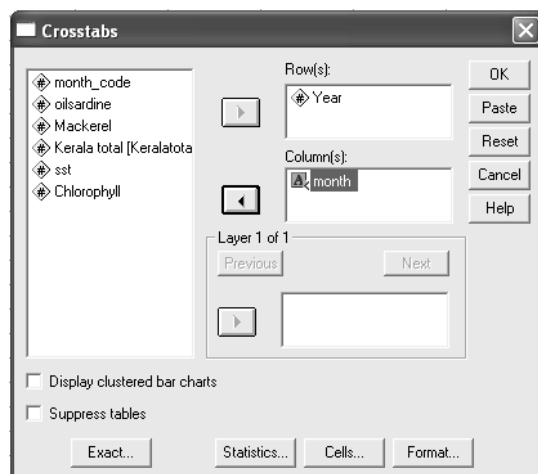 Crosstabs
month_code
oilsardine
Mackerel
Kerala total [Keralatota
sst
Chlorophyll
Row(s):
Year
Column(s):
month
Layer 1 of 1
Previous
Next
OK
Paste
Reset
Cancel
Help
Display clustered bar charts
Suppress tables
Exact...
Statistics...
Cells...
Format...